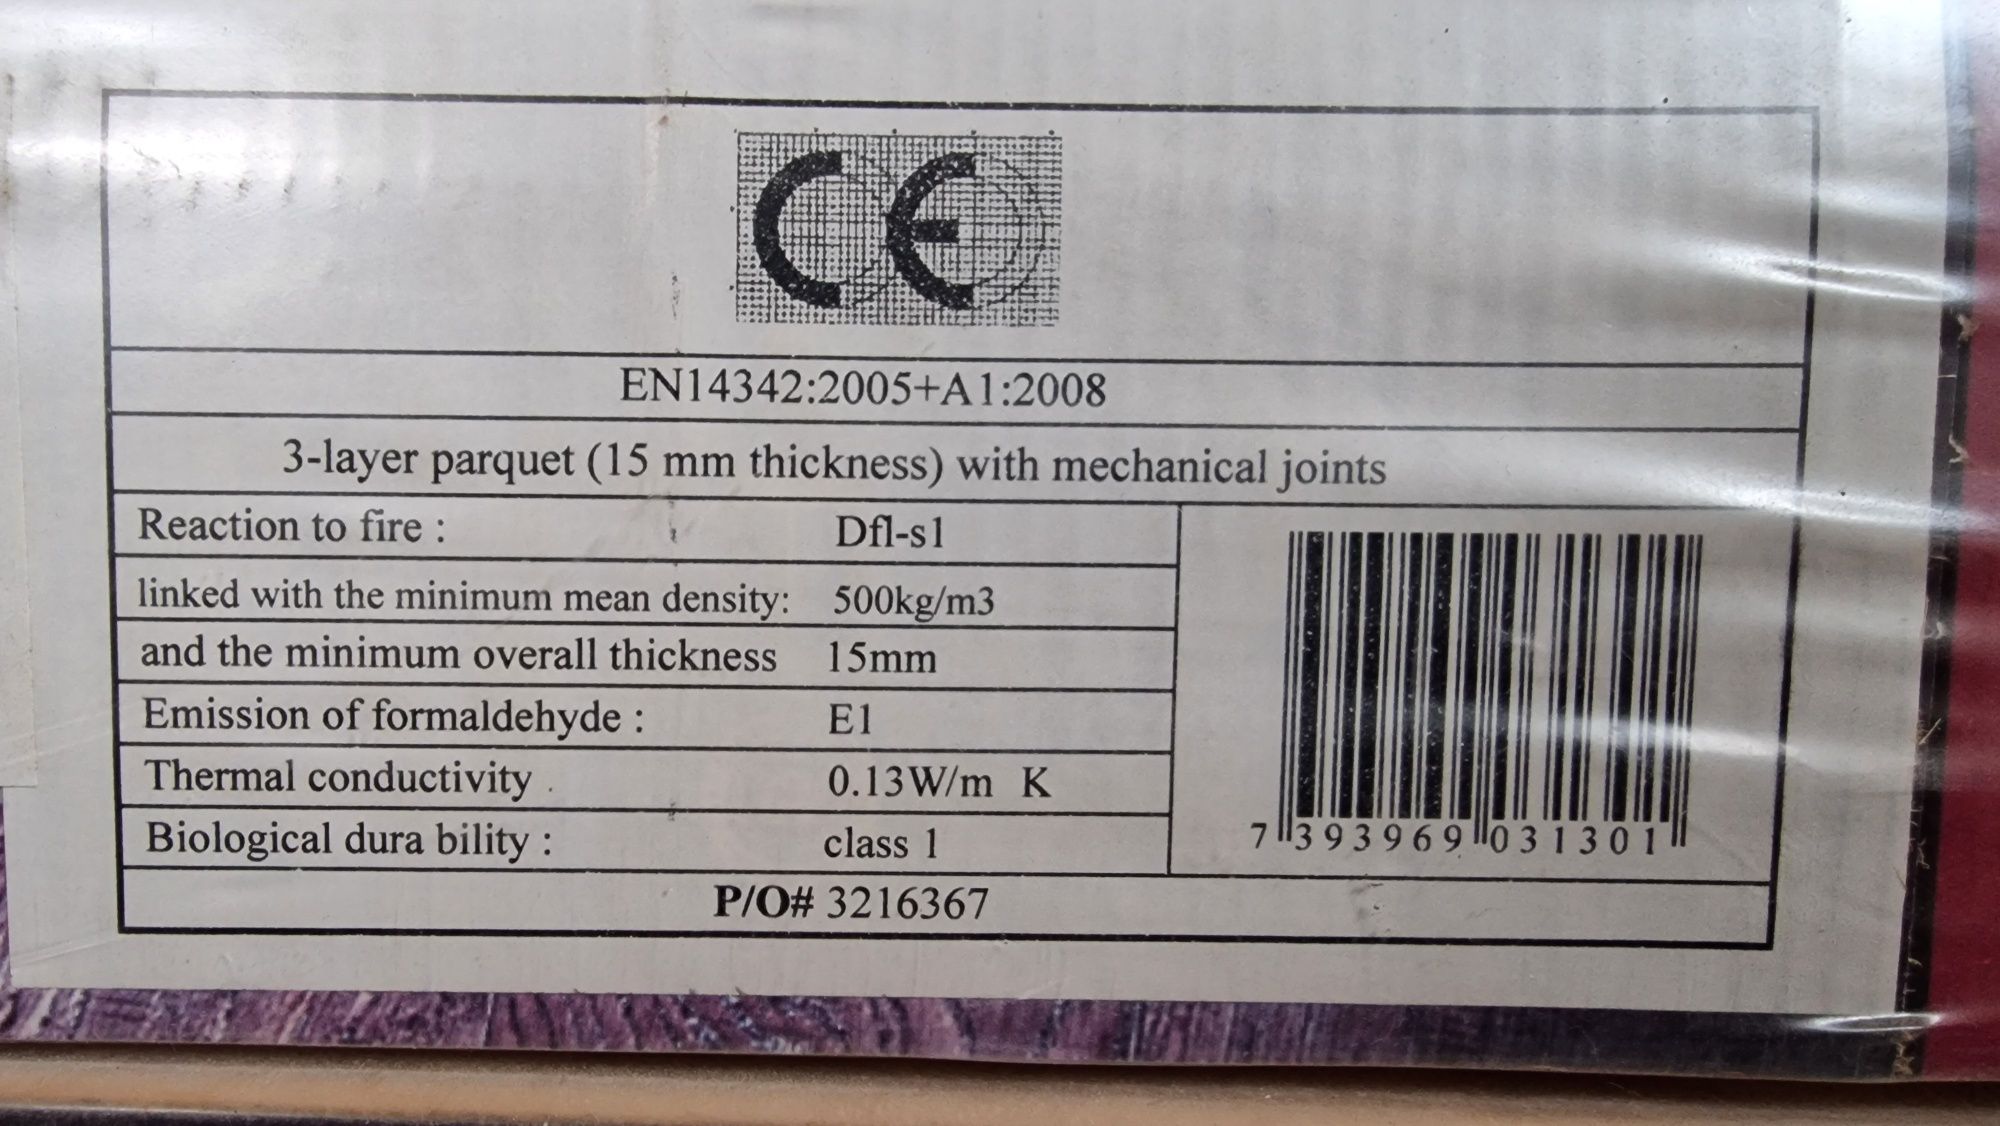 CE
EN14342:2005+A1:2008
3-layer parquet (15 mm thickness) with mechanical joints
Reaction to fire : Dfl-s1
linked with the minimum mean density: 500kg/m3
and the minimum overall thickness 15mm
Emission of formaldehyde : E1
Thermal conductivity . 0.13W/m K
Biological dura bility : class 1
7 393969 031301
P/O# 3216367